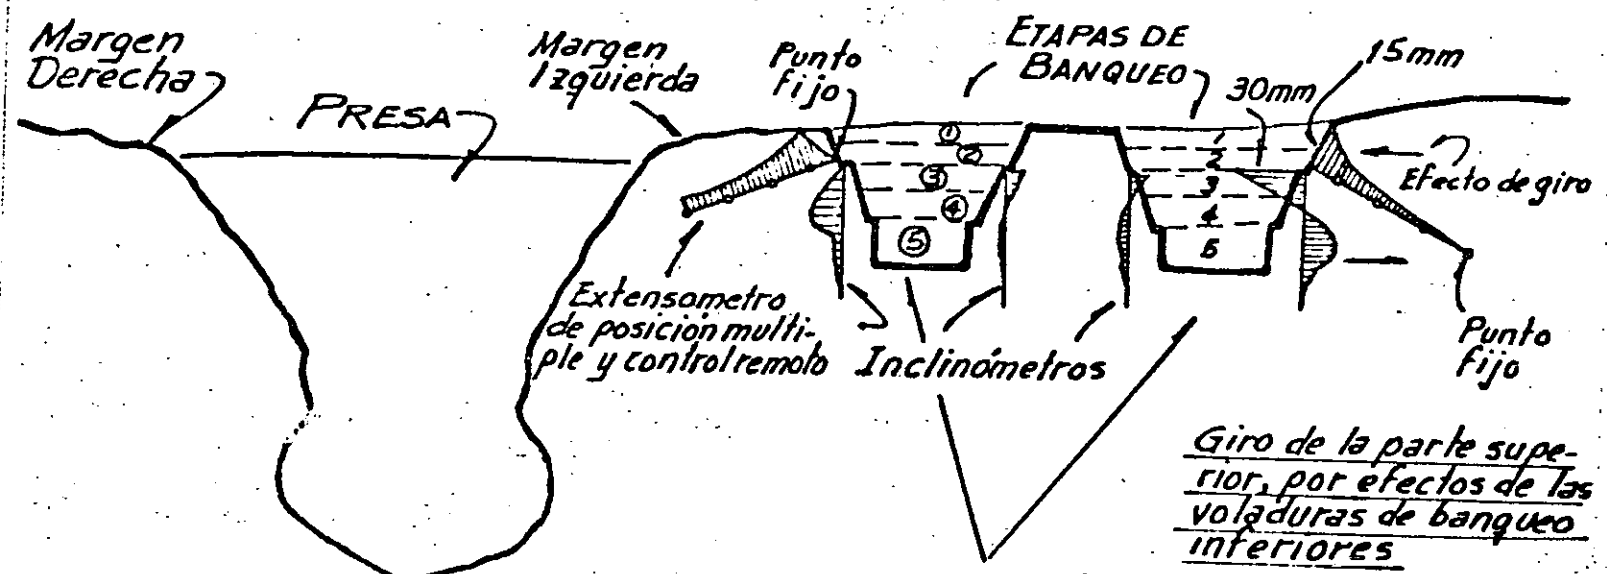 Margen
Derecha
PRESA
Margen
Izquierda
Punto
fijo
ETAPAS DE
BANQUEO
30mm
15mm
Efecto de giro
1
2
3
4
5
1
2
3
4
5
Extensometro
de posición multi-
ple y control remoto
Inclinómetros
Punto
fijo
Giro de la parte supe-
rior, por efectos de las
voladuras de banqueo
inferiores